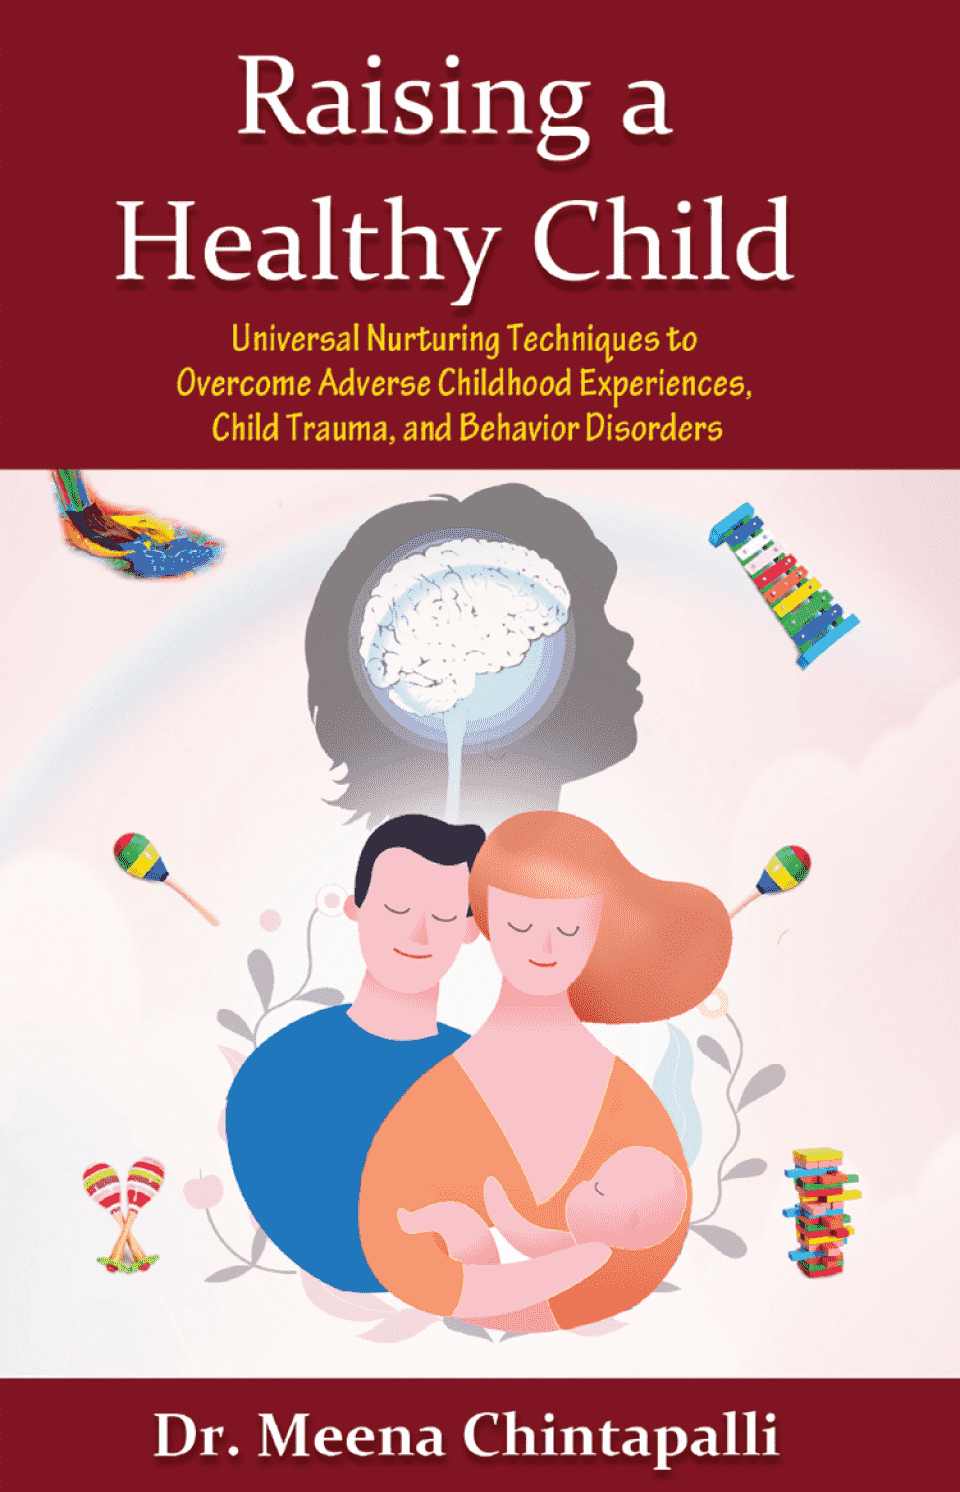 Raising a
Healthy Child
Universal Nurturing Techniques to
Overcome Adverse Childhood Experiences,
Child Trauma, and Behavior Disorders
Dr. Meena Chintapalli